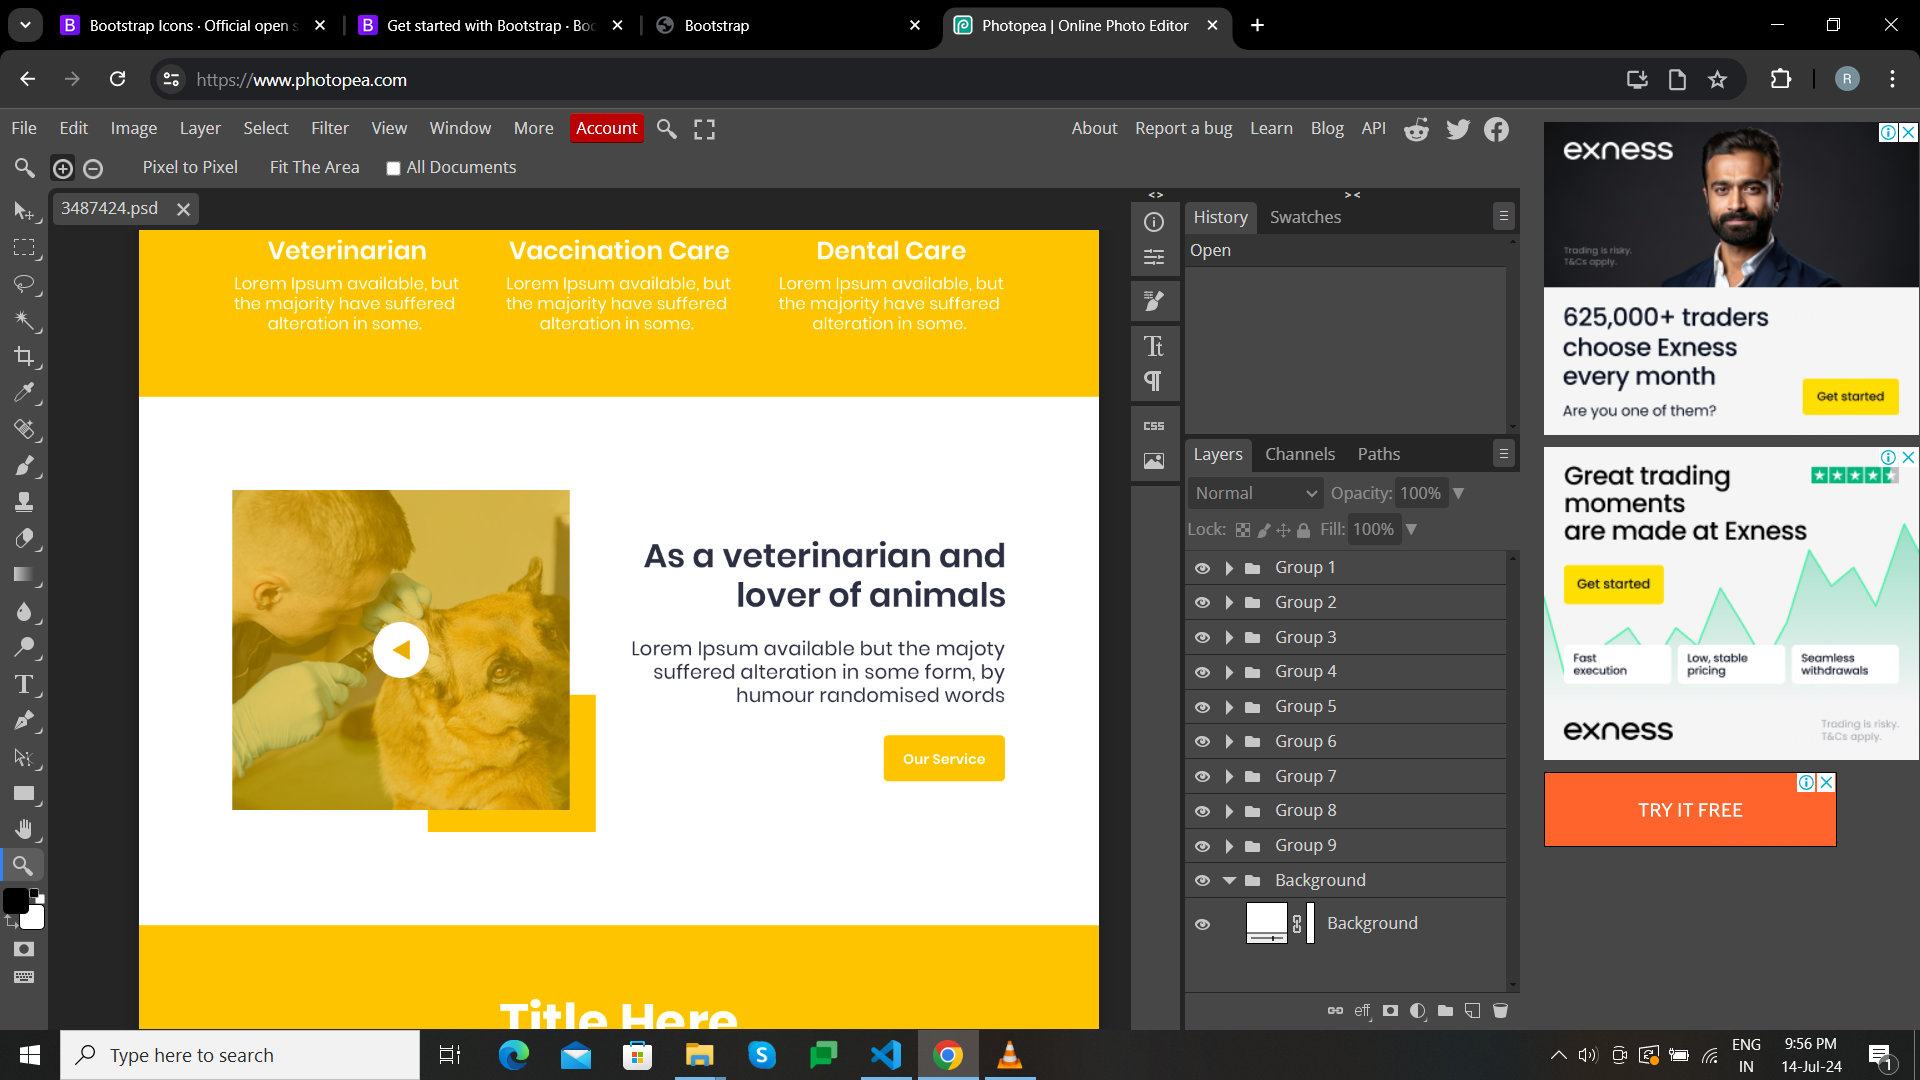 Bootstrap Icons · Official open s
Get started with Bootstrap · Boo
Bootstrap
Photopea | Online Photo Editor
https://www.photopea.com
R
File Edit Image Layer Select Filter View Window More Account
About Report a bug Learn Blog API
Pixel to Pixel Fit The Area All Documents
3487424.psd
Veterinarian
Lorem Ipsum available, but
the majority have suffered
alteration in some.
Vaccination Care
Lorem Ipsum available, but
the majority have suffered
alteration in some.
Dental Care
Lorem Ipsum available, but
the majority have suffered
alteration in some.
As a veterinarian and
lover of animals
Lorem Ipsum available but the majoty
suffered alteration in some form, by
humour randomised words
Our Service
Title Here
< >
> <
CSS
History Swatches
Open
Layers Channels Paths
Normal Opacity: 100%
Lock: Fill: 100%
Group 1
Group 2
Group 3
Group 4
Group 5
Group 6
Group 7
Group 8
Group 9
Background
Background
eff
exness
Trading is risky.
T&Cs apply.
625,000+ traders
choose Exness
every month
Are you one of them?
Get started
Great trading
moments
are made at Exness
Get started
Fast
execution
Low, stable
pricing
Seamless
withdrawals
exness
Trading is risky.
T&Cs apply.
TRY IT FREE
Type here to search
ENG
IN
9:56 PM
14-Jul-24
1